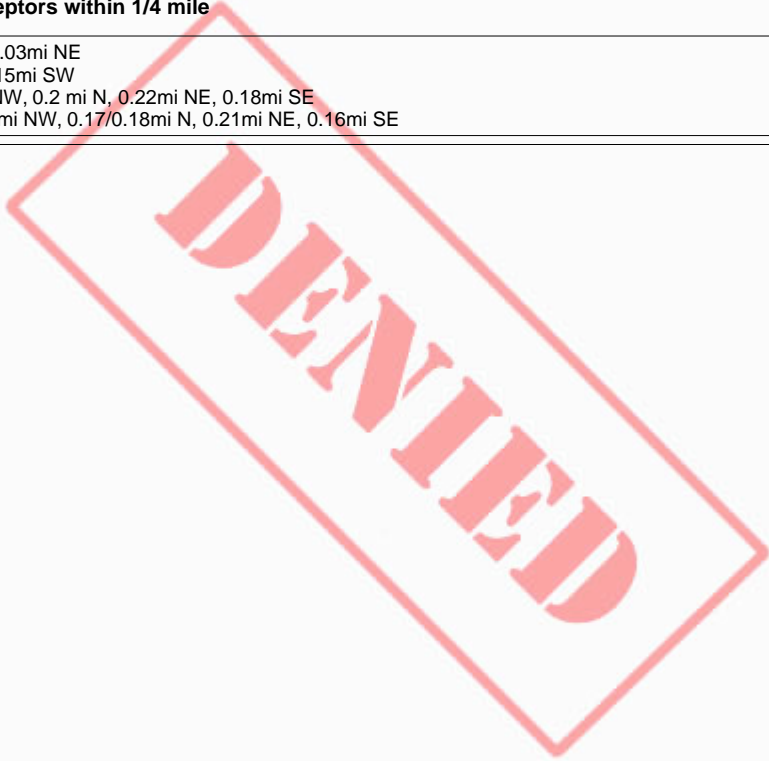 eptors within 1/4 mile
.03mi NE
15mi SW
NW, 0.2 mi N, 0.22mi NE, 0.18mi SE
mi NW, 0.17/0.18mi N, 0.21mi NE, 0.16mi SE
DENIED